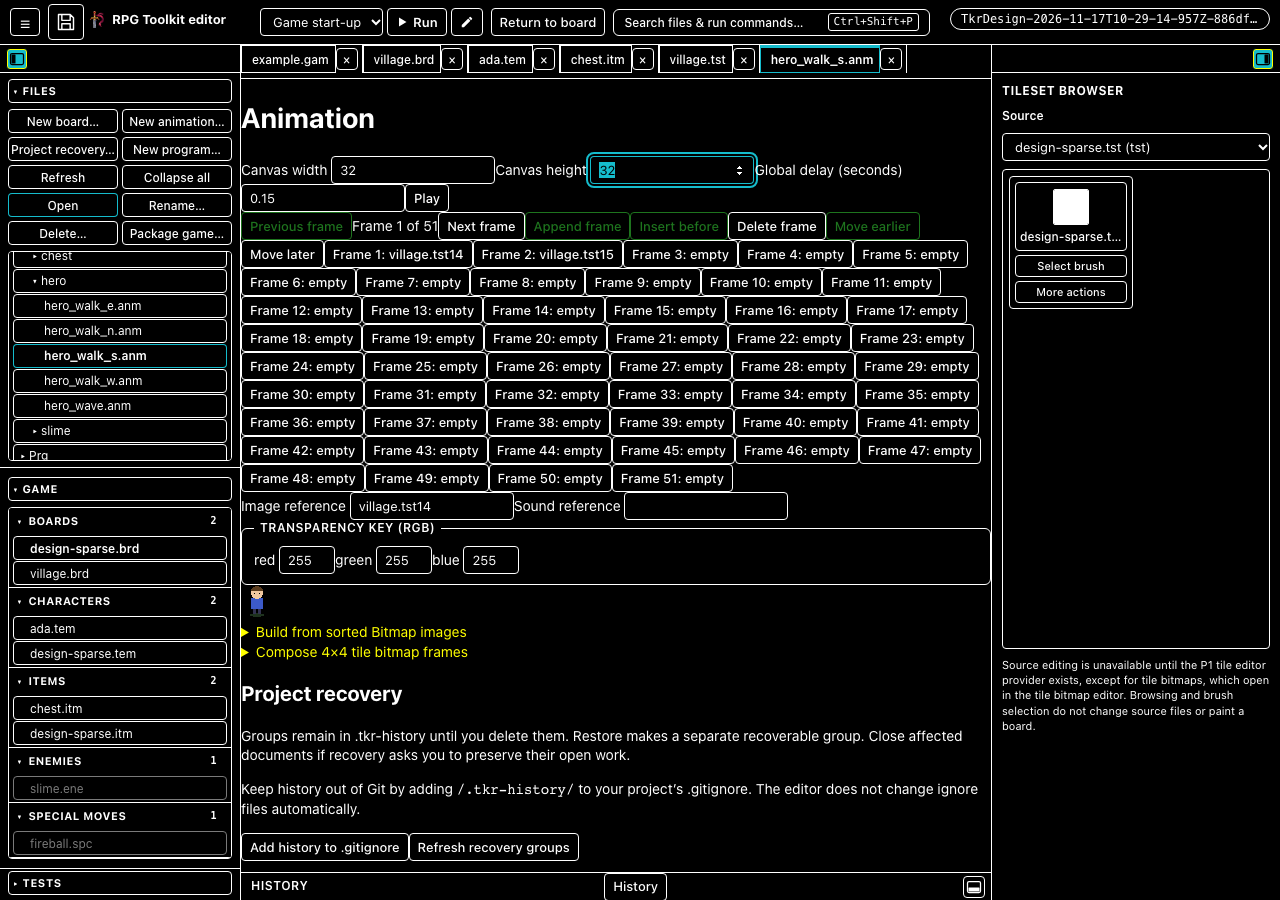 RPG Toolkit editor
Game start-up
Run
Return to board
Search files & run commands...
Ctrl+Shift+P
TkrDesign-2026-11-17T10-29-14-957Z-886df…
example.gam ×
village.brd ×
ada.tem ×
chest.itm ×
village.tst ×
hero_walk_s.anm ×
FILES
New board...
New animation...
Project recovery...
New program...
Refresh
Collapse all
Open
Rename...
Delete...
Package game...
chest
hero
hero_walk_e.anm
hero_walk_n.anm
hero_walk_s.anm
hero_walk_w.anm
hero_wave.anm
slime
Prg
GAME
BOARDS 2
design-sparse.brd
village.brd
CHARACTERS 2
ada.tem
design-sparse.tem
ITEMS 2
chest.itm
design-sparse.itm
ENEMIES 1
slime.ene
SPECIAL MOVES 1
fireball.spc
TESTS
Animation
Canvas width 32 Canvas height 32 Global delay (seconds)
0.15 Play
Previous frame Frame 1 of 51 Next frame Append frame Insert before Delete frame Move earlier
Move later Frame 1: village.tst14 Frame 2: village.tst15 Frame 3: empty Frame 4: empty Frame 5: empty
Frame 6: empty Frame 7: empty Frame 8: empty Frame 9: empty Frame 10: empty Frame 11: empty
Frame 12: empty Frame 13: empty Frame 14: empty Frame 15: empty Frame 16: empty Frame 17: empty
Frame 18: empty Frame 19: empty Frame 20: empty Frame 21: empty Frame 22: empty Frame 23: empty
Frame 24: empty Frame 25: empty Frame 26: empty Frame 27: empty Frame 28: empty Frame 29: empty
Frame 30: empty Frame 31: empty Frame 32: empty Frame 33: empty Frame 34: empty Frame 35: empty
Frame 36: empty Frame 37: empty Frame 38: empty Frame 39: empty Frame 40: empty Frame 41: empty
Frame 42: empty Frame 43: empty Frame 44: empty Frame 45: empty Frame 46: empty Frame 47: empty
Frame 48: empty Frame 49: empty Frame 50: empty Frame 51: empty
Image reference village.tst14 Sound reference
TRANSPARENCY KEY (RGB)
red 255 green 255 blue 255
Build from sorted Bitmap images
Compose 4×4 tile bitmap frames
Project recovery
Groups remain in .tkr-history until you delete them. Restore makes a separate recoverable group. Close affected
documents if recovery asks you to preserve their open work.
Keep history out of Git by adding /.tkr-history/ to your project's .gitignore. The editor does not change ignore
files automatically.
Add history to .gitignore Refresh recovery groups
HISTORY
History
TILESET BROWSER
Source
design-sparse.tst (tst)
design-sparse.t...
Select brush
More actions
Source editing is unavailable until the P1 tile editor
provider exists, except for tile bitmaps, which open
in the tile bitmap editor. Browsing and brush
selection do not change source files or paint a
board.